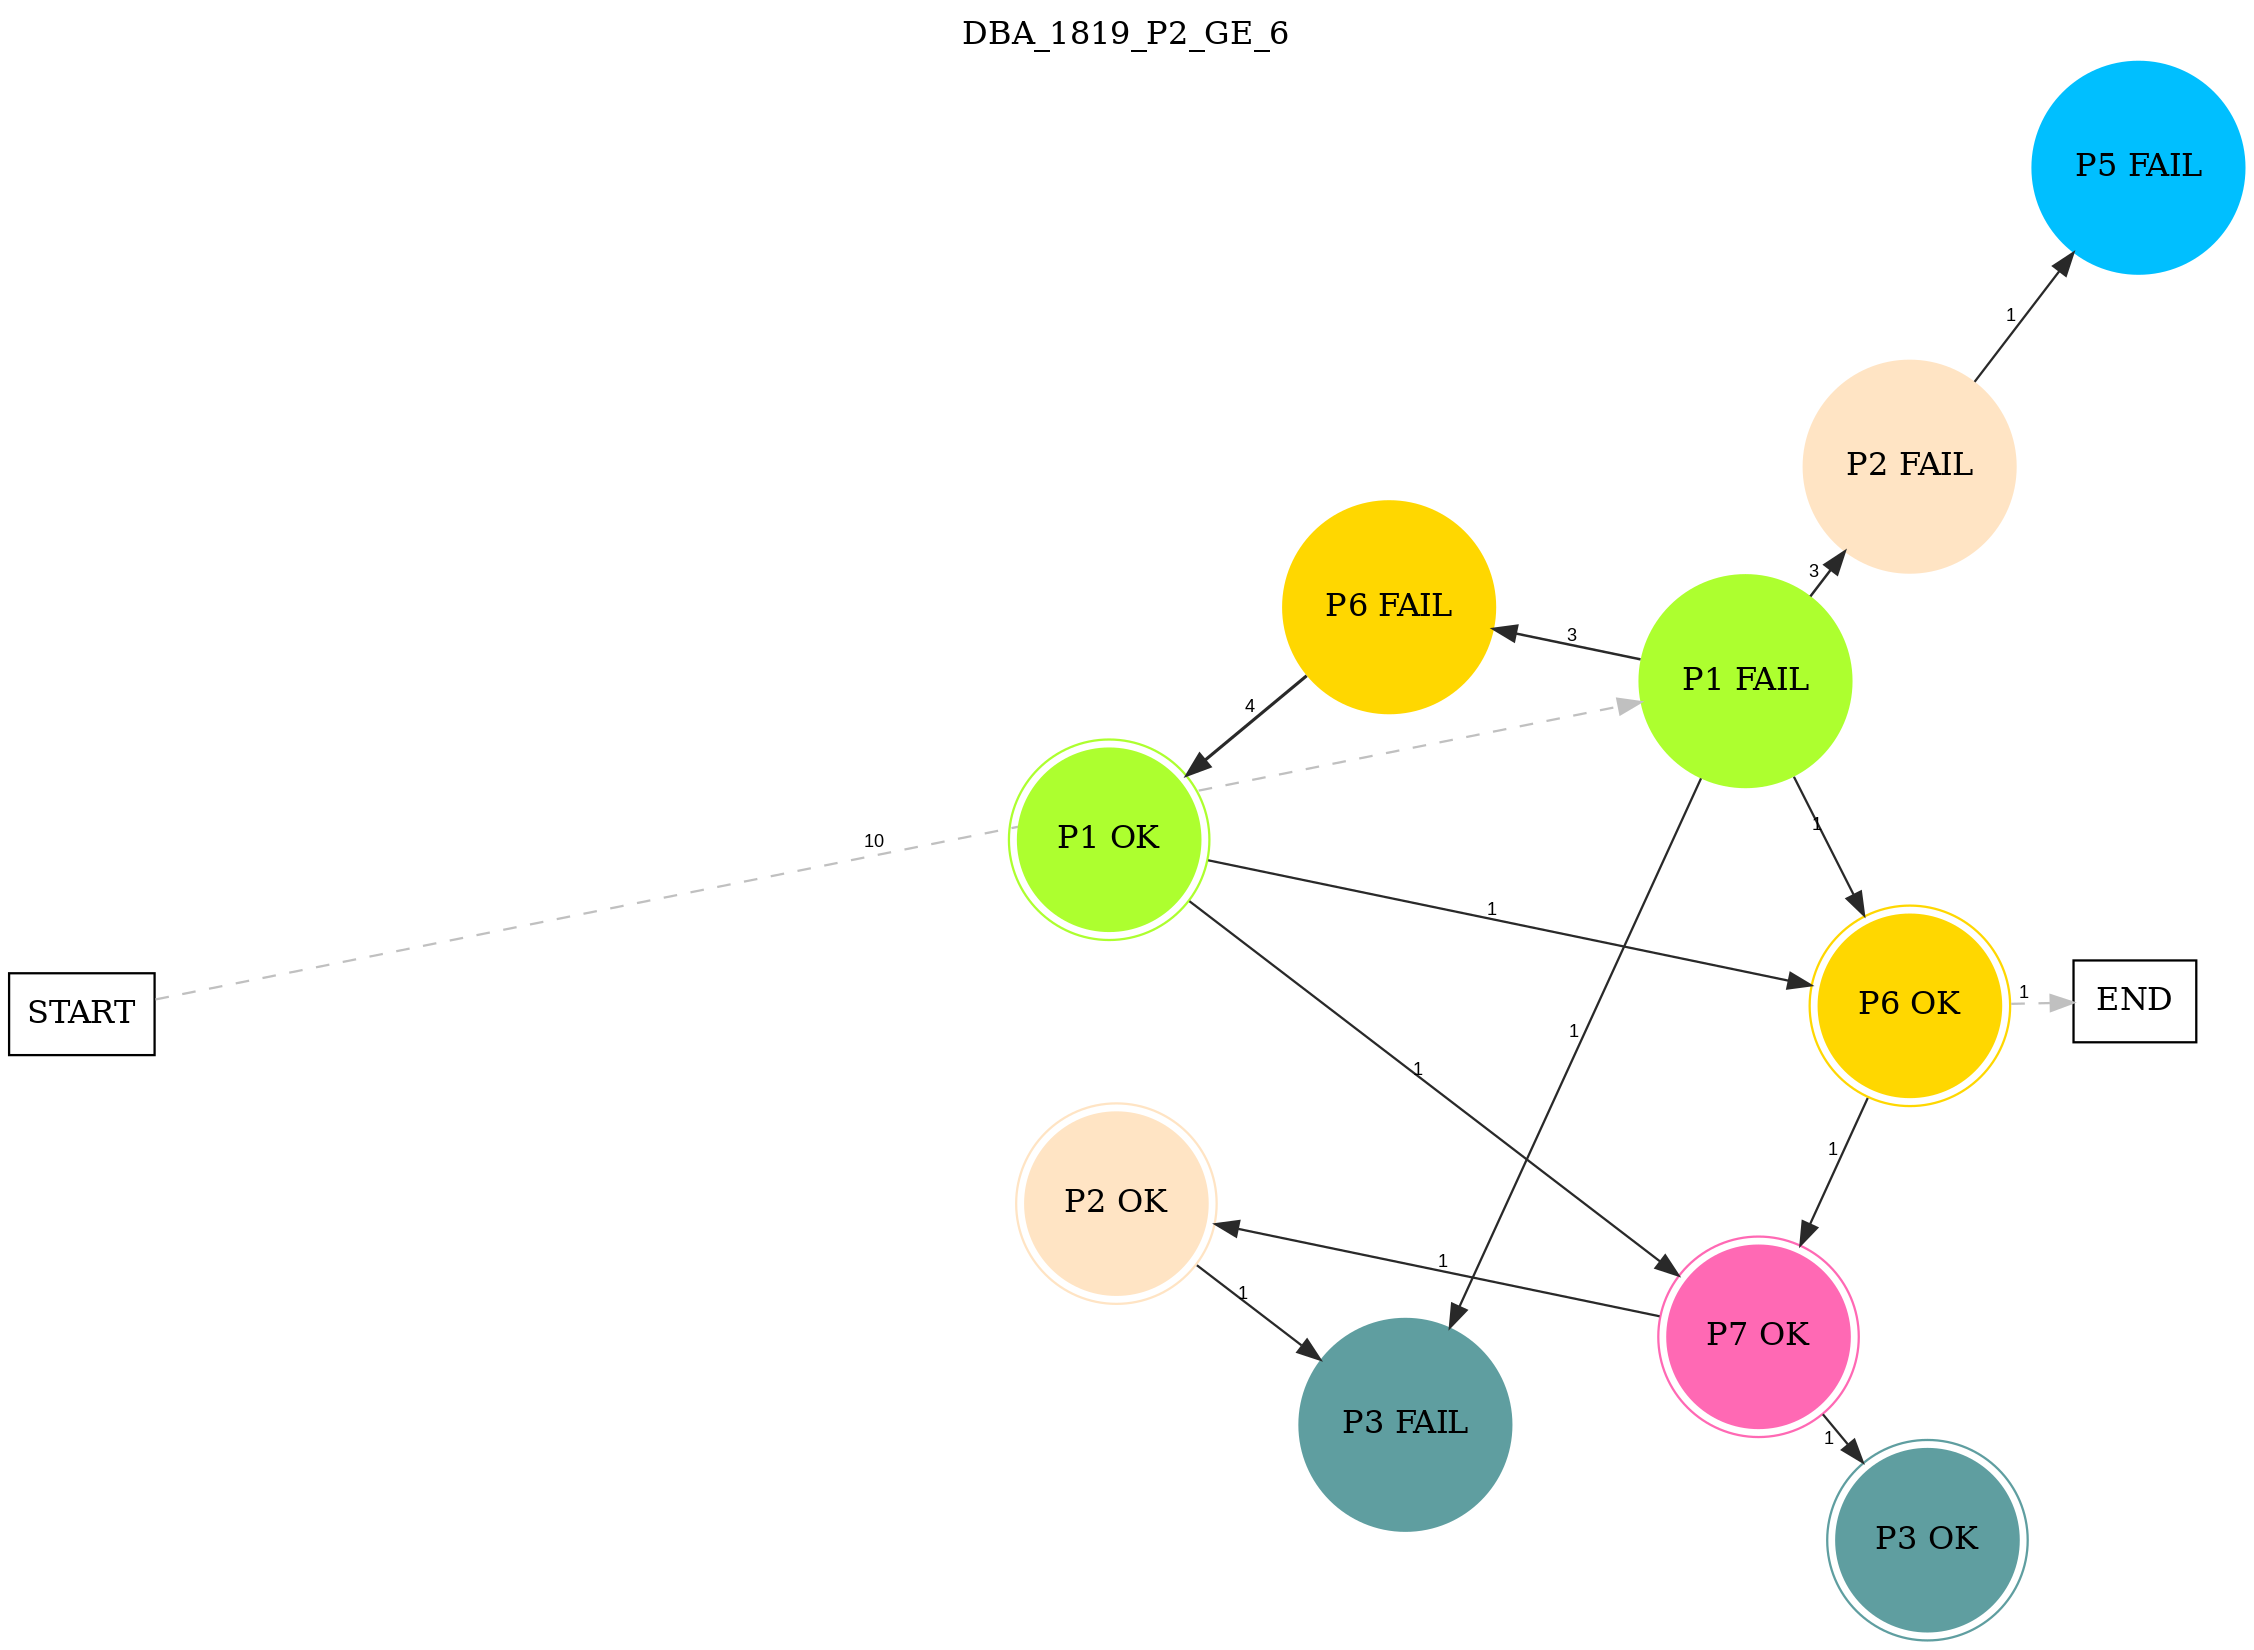 DBA_1819_P2_GE_6
P5 FAIL
1
P2 FAIL
3
P6 FAIL
3
P1 FAIL
4
P1 OK
10
1
1
START
1
P6 OK
1
END
1
1
1
P2 OK
1
1
P7 OK
P3 FAIL
1
P3 OK